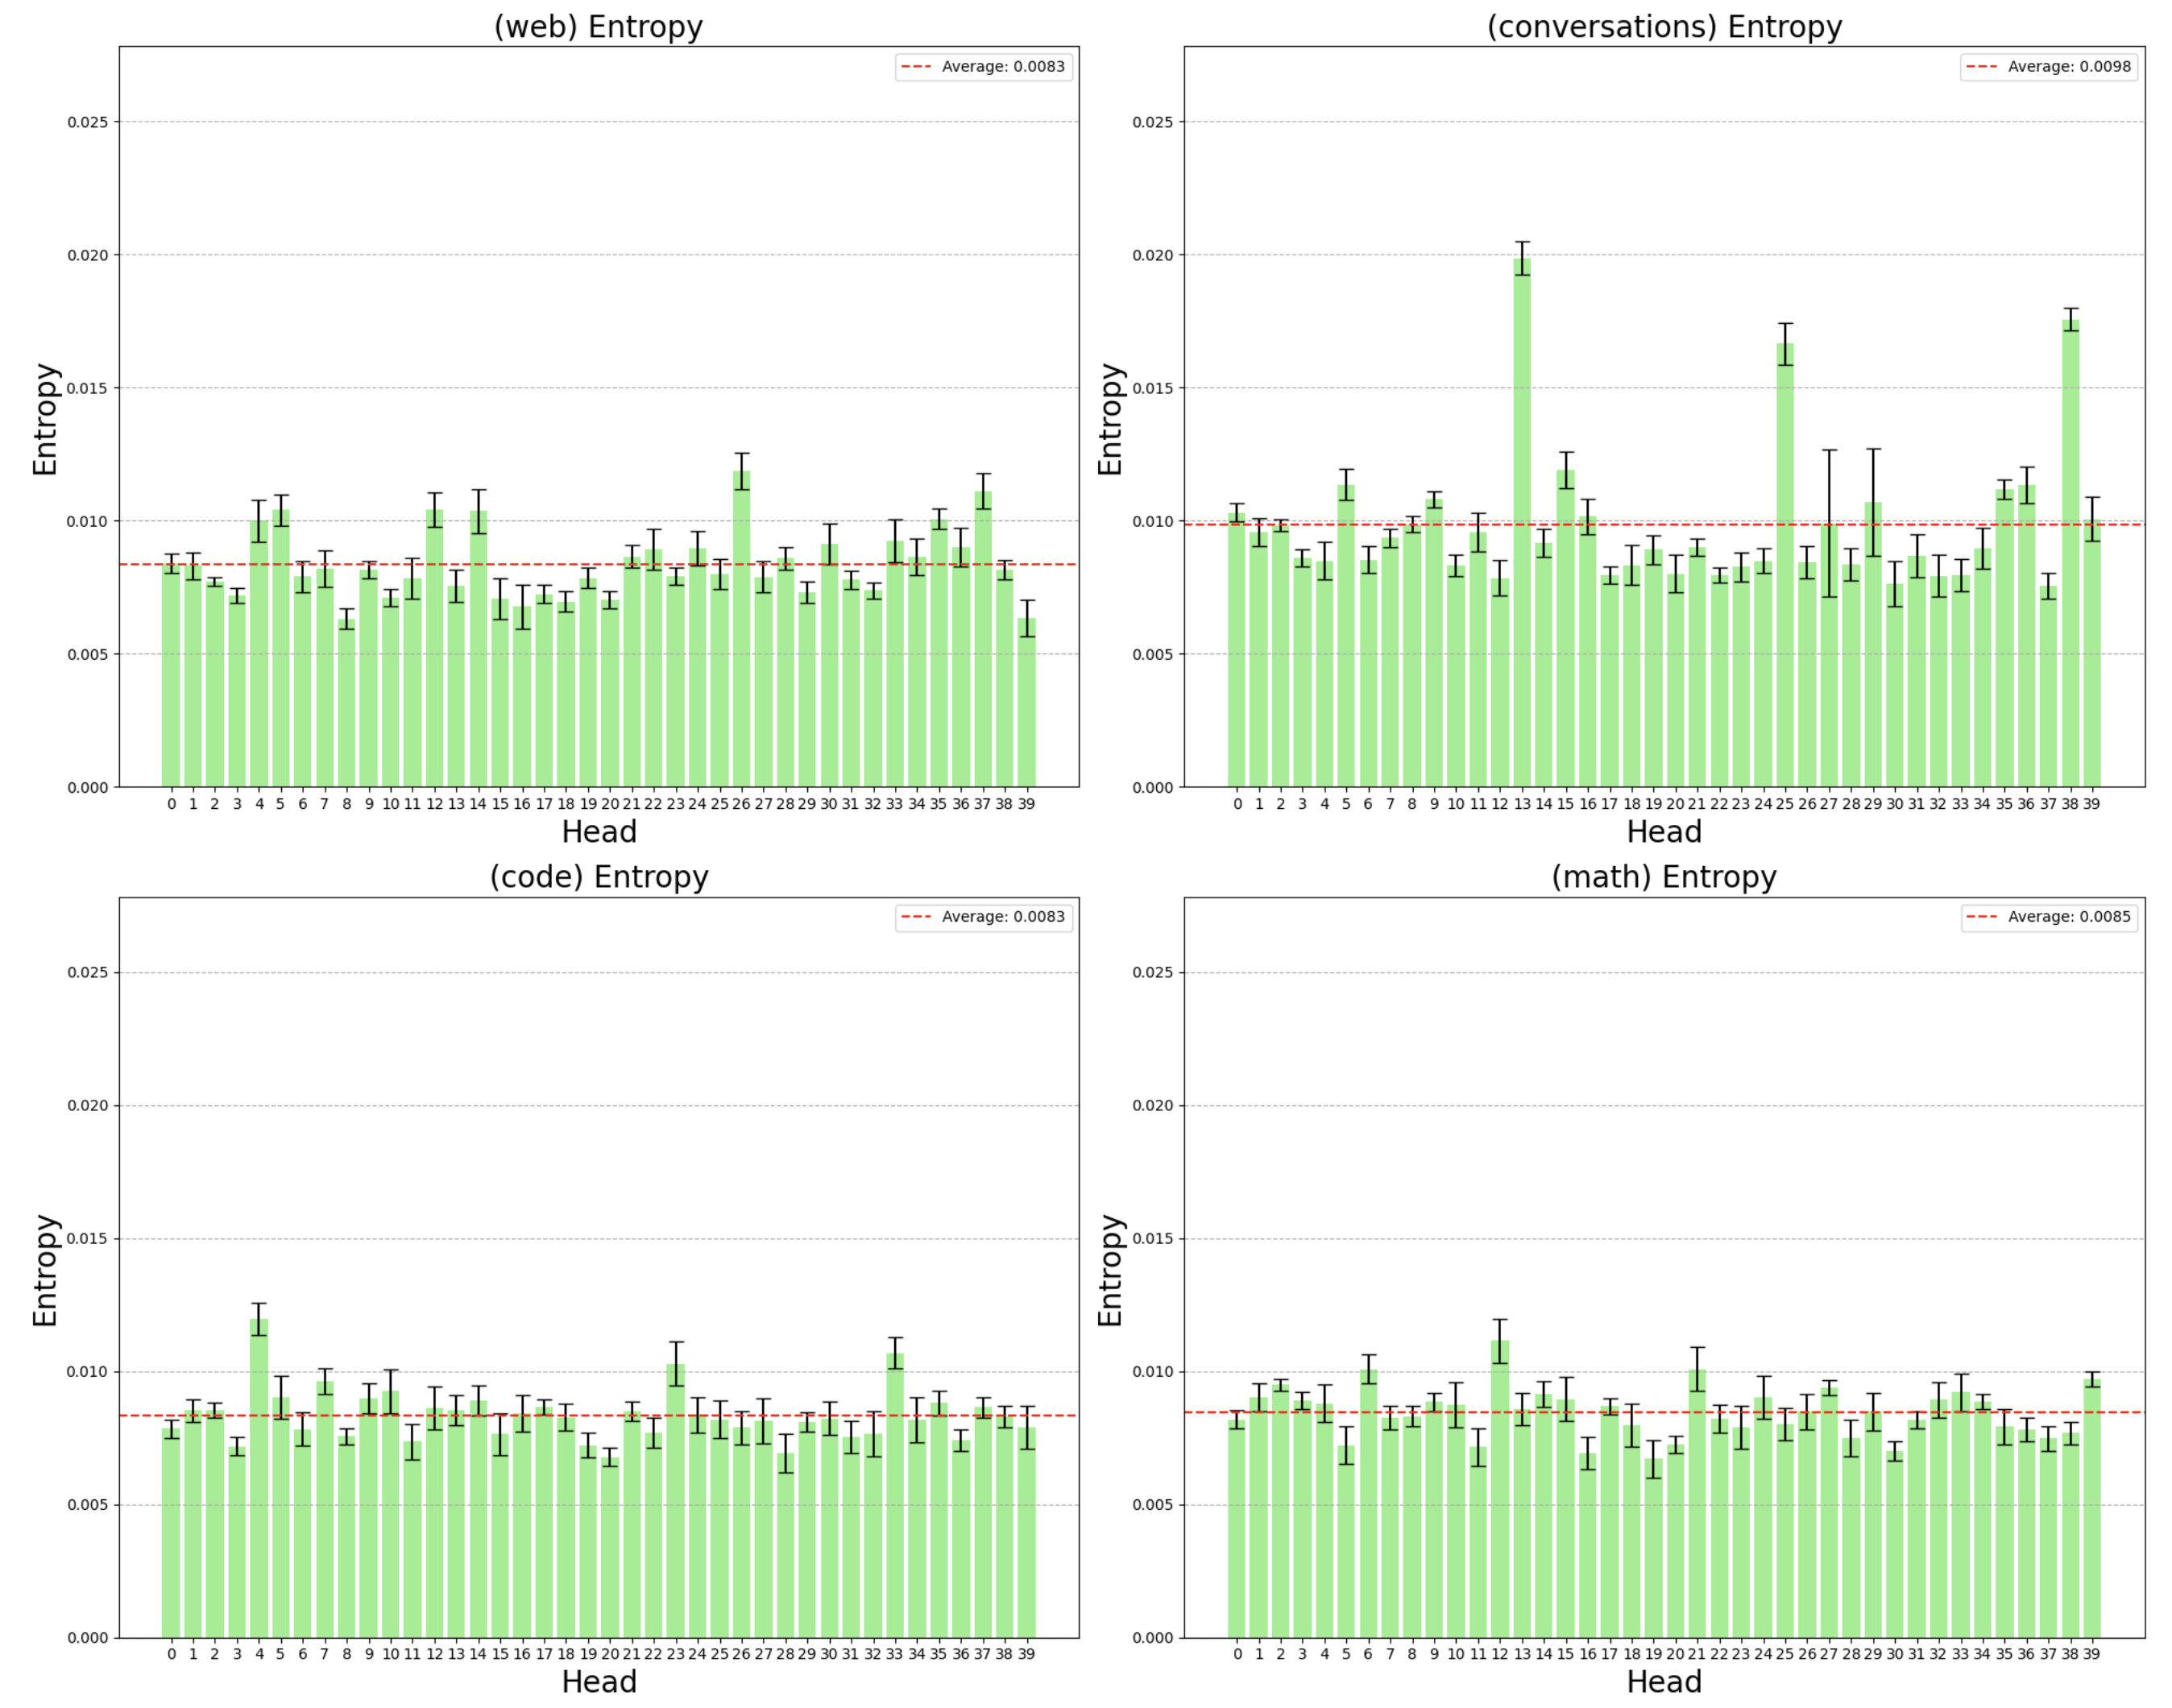 (web) Entropy
Average: 0.0083
0.025
0.020
0.015
0.010
0.005
0.000
Entropy
0 1 2 3 4 5 6 7 8 9 10 11 12 13 14 15 16 17 18 19 20 21 22 23 24 25 26 27 28 29 30 31 32 33 34 35 36 37 38 39
Head
(conversations) Entropy
Average: 0.0098
0.025
0.020
0.015
0.010
0.005
0.000
Entropy
0 1 2 3 4 5 6 7 8 9 10 11 12 13 14 15 16 17 18 19 20 21 22 23 24 25 26 27 28 29 30 31 32 33 34 35 36 37 38 39
Head
(code) Entropy
Average: 0.0083
0.025
0.020
0.015
0.010
0.005
0.000
Entropy
0 1 2 3 4 5 6 7 8 9 10 11 12 13 14 15 16 17 18 19 20 21 22 23 24 25 26 27 28 29 30 31 32 33 34 35 36 37 38 39
Head
(math) Entropy
Average: 0.0085
0.025
0.020
0.015
0.010
0.005
0.000
Entropy
0 1 2 3 4 5 6 7 8 9 10 11 12 13 14 15 16 17 18 19 20 21 22 23 24 25 26 27 28 29 30 31 32 33 34 35 36 37 38 39
Head